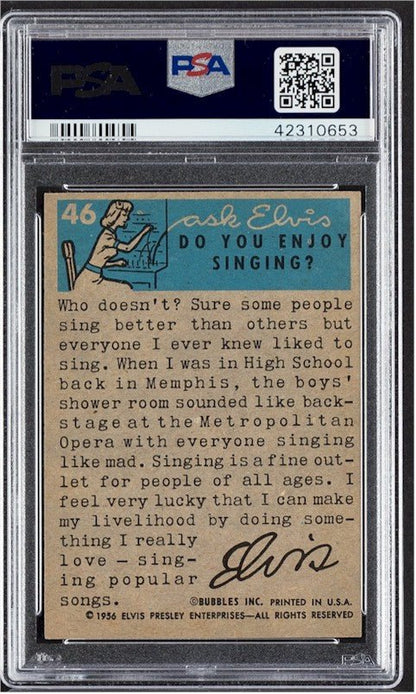 PSA PSA
42310653
46 ask Elvis
DO YOU ENJOY
SINGING?
Who doesn't? Sure some people
sing better than others but
everyone I ever knew liked to
sing. When I was in High School
back in Memphis, the boys'
shower room sounded like back-
stage at the Metropolitan
Opera with everyone singing
like mad. Singing is a fine out-
let for people of all ages. I
feel very lucky that I can make
my livelihood by doing some-
thing I really
love — sing-
ing popular
songs.
Elvis
©BUBBLES INC. PRINTED IN U.S.A.
© 1956 ELVIS PRESLEY ENTERPRISES—ALL RIGHTS RESERVED